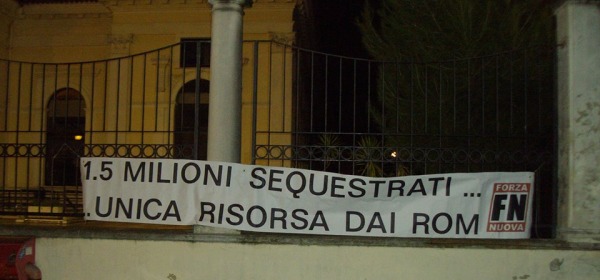 1.5 MILIONI SEQUESTRATI ...
..UNICA RISORSA DAI ROM
FORZA
FN
NUOVA